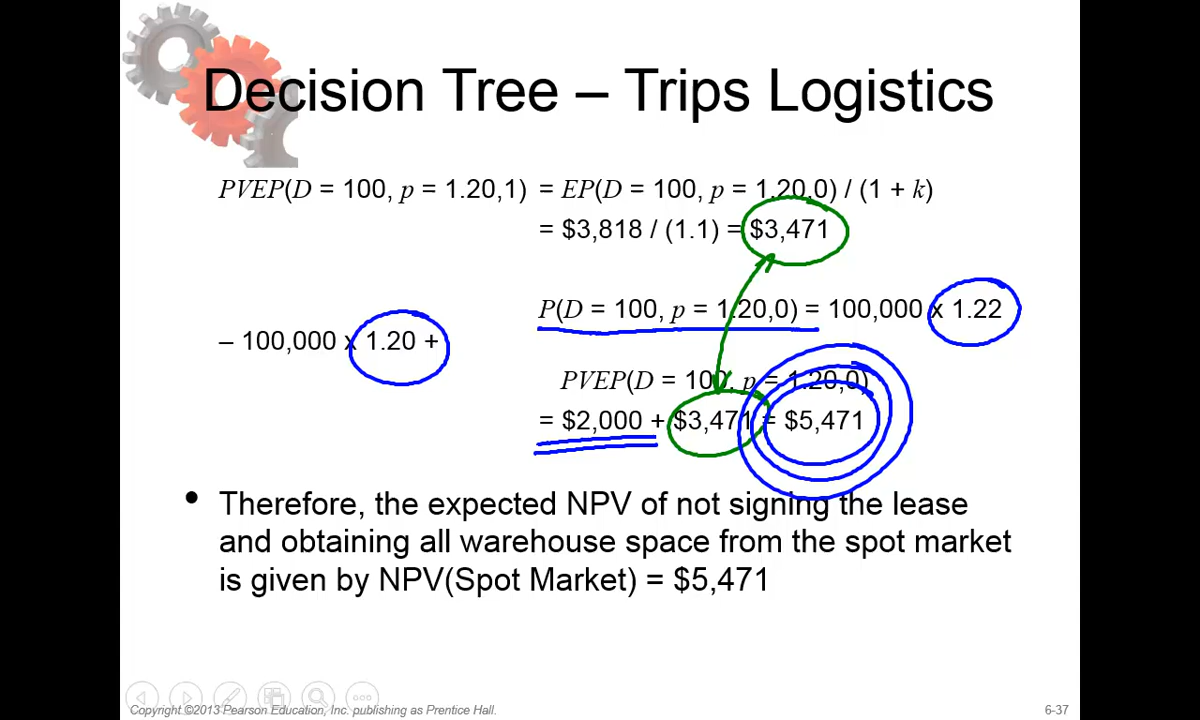 Decision Tree – Trips Logistics
PVEP(D = 100, p = 1.20,1) = EP(D = 100, p = 1.20,0) / (1 + k)
= $3,818 / (1.1) = $3,471
P(D = 100, p = 1.20,0) = 100,000 x 1.22
– 100,000 x 1.20 +
PVEP(D = 100, p = 1.20,0)
= $2,000 + $3,471 = $5,471
• Therefore, the expected NPV of not signing the lease
and obtaining all warehouse space from the spot market
is given by NPV(Spot Market) = $5,471
Copyright ©2013 Pearson Education, Inc. publishing as Prentice Hall.
6-37